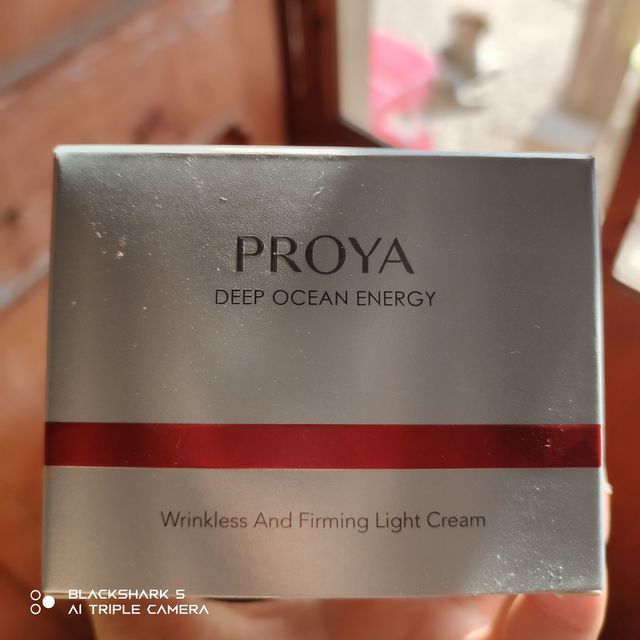 PROYA
DEEP OCEAN ENERGY
Wrinkless And Firming Light Cream
BLACKSHARK 5
AI TRIPLE CAMERA